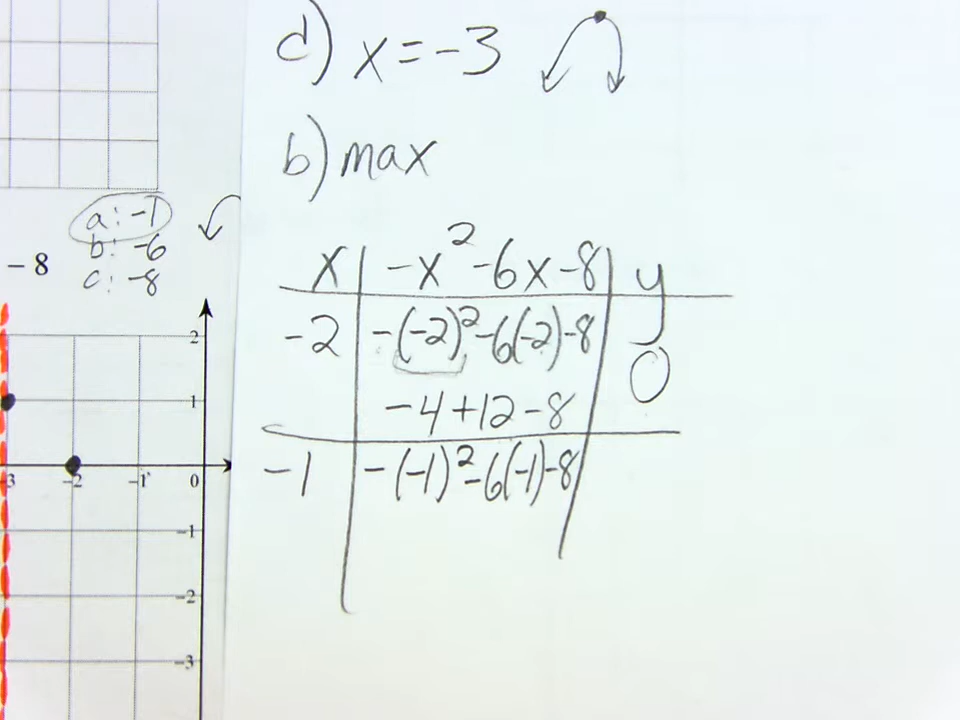 d) x = -3
b) max
a: -1
b: -6
c: -8
- 8
x | -x² - 6x - 8 | y
-2 | -(-2)² - 6(-2) - 8 | 0
-4 + 12 - 8
-1 | -(-1)² - 6(-1) - 8
2
1
-3 -2 -1 0
-1
-2
-3